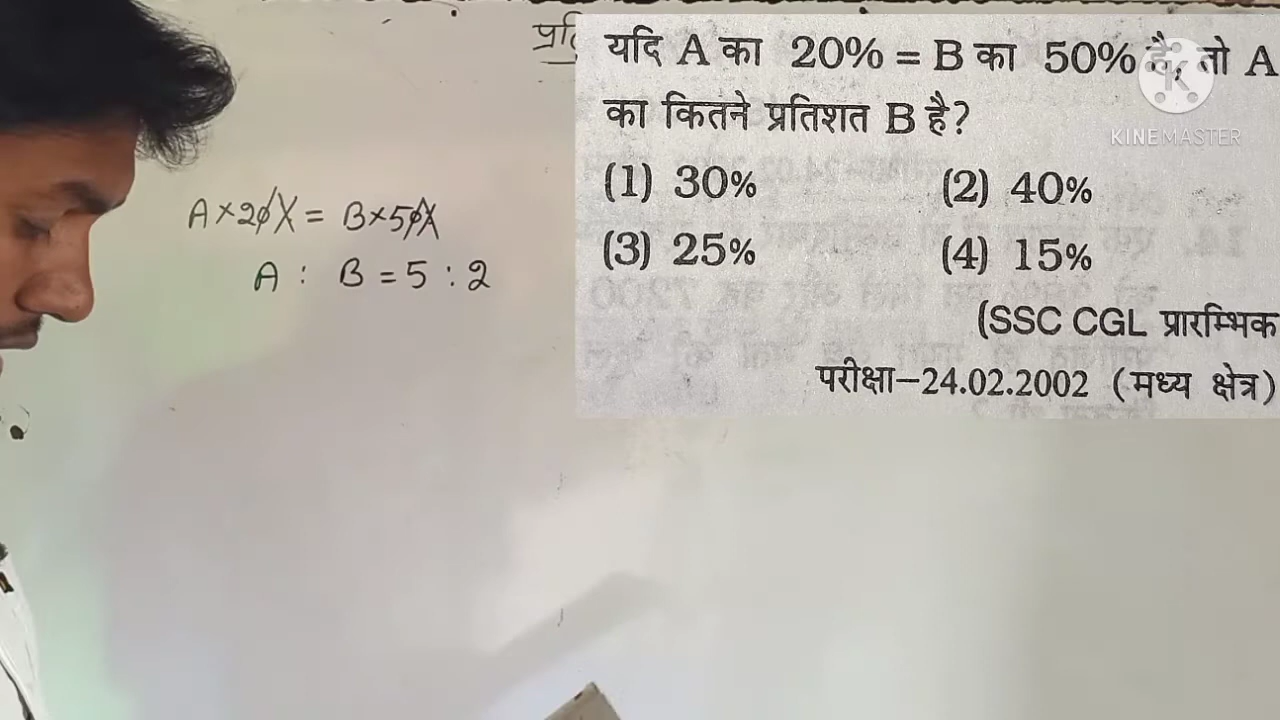 यदि A का 20% = B का 50% है, तो A
का कितने प्रतिशत B है?
(1) 30% (2) 40%
(3) 25% (4) 15%
(SSC CGL प्रारम्भिक
परीक्षा–24.02.2002 (मध्य क्षेत्र)
KINEMASTER
A×20% = B×50%
A : B = 5 : 2